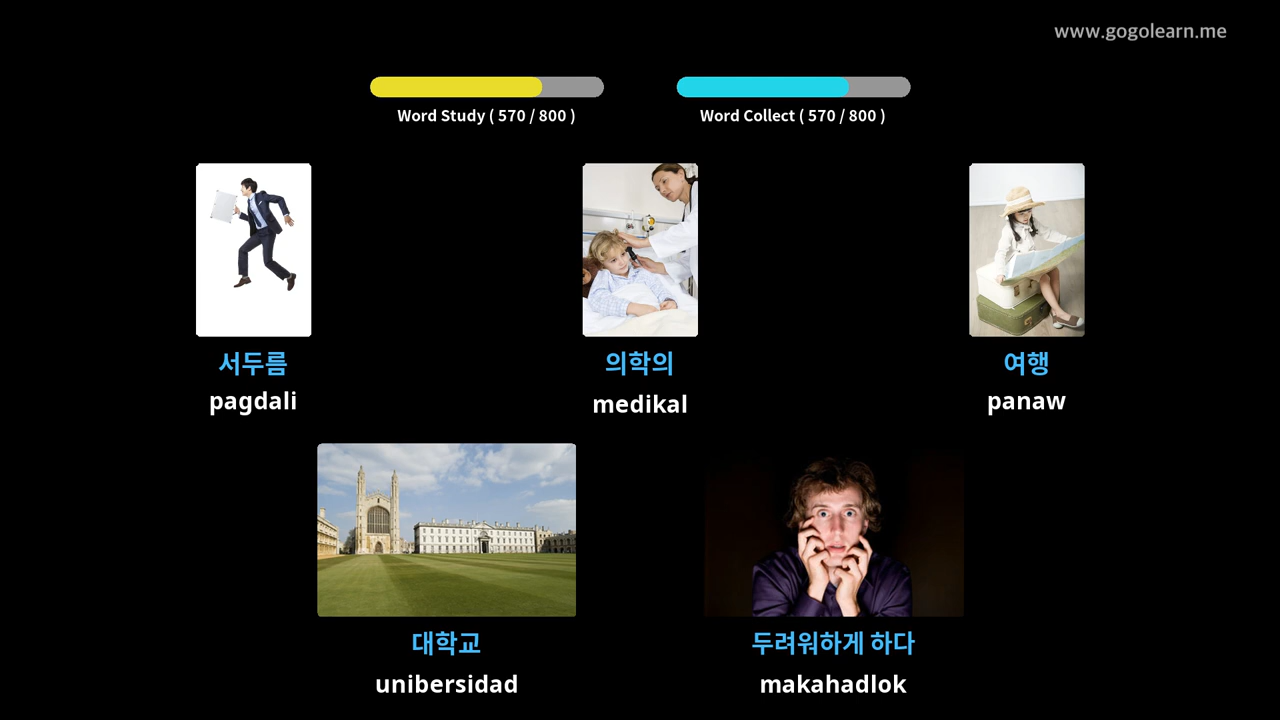 www.gogolearn.me
Word Study ( 570 / 800 )
Word Collect ( 570 / 800 )
서두름
의학의
여행
pagdali
medikal
panaw
대학교
두려워하게 하다
unibersidad
makahadlok